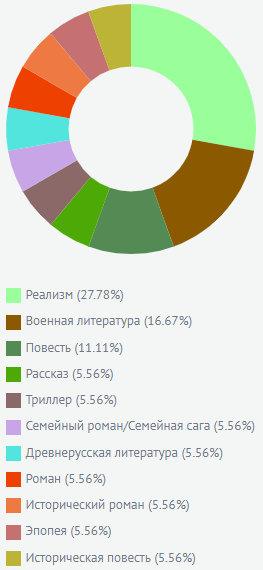 Реализм (27.78%)
Военная литература (16.67%)
Повесть (11.11%)
Рассказ (5.56%)
Триллер (5.56%)
Семейный роман/Семейная сага (5.56%)
Древнерусская литература (5.56%)
Роман (5.56%)
Исторический роман (5.56%)
Эпопея (5.56%)
Историческая повесть (5.56%)